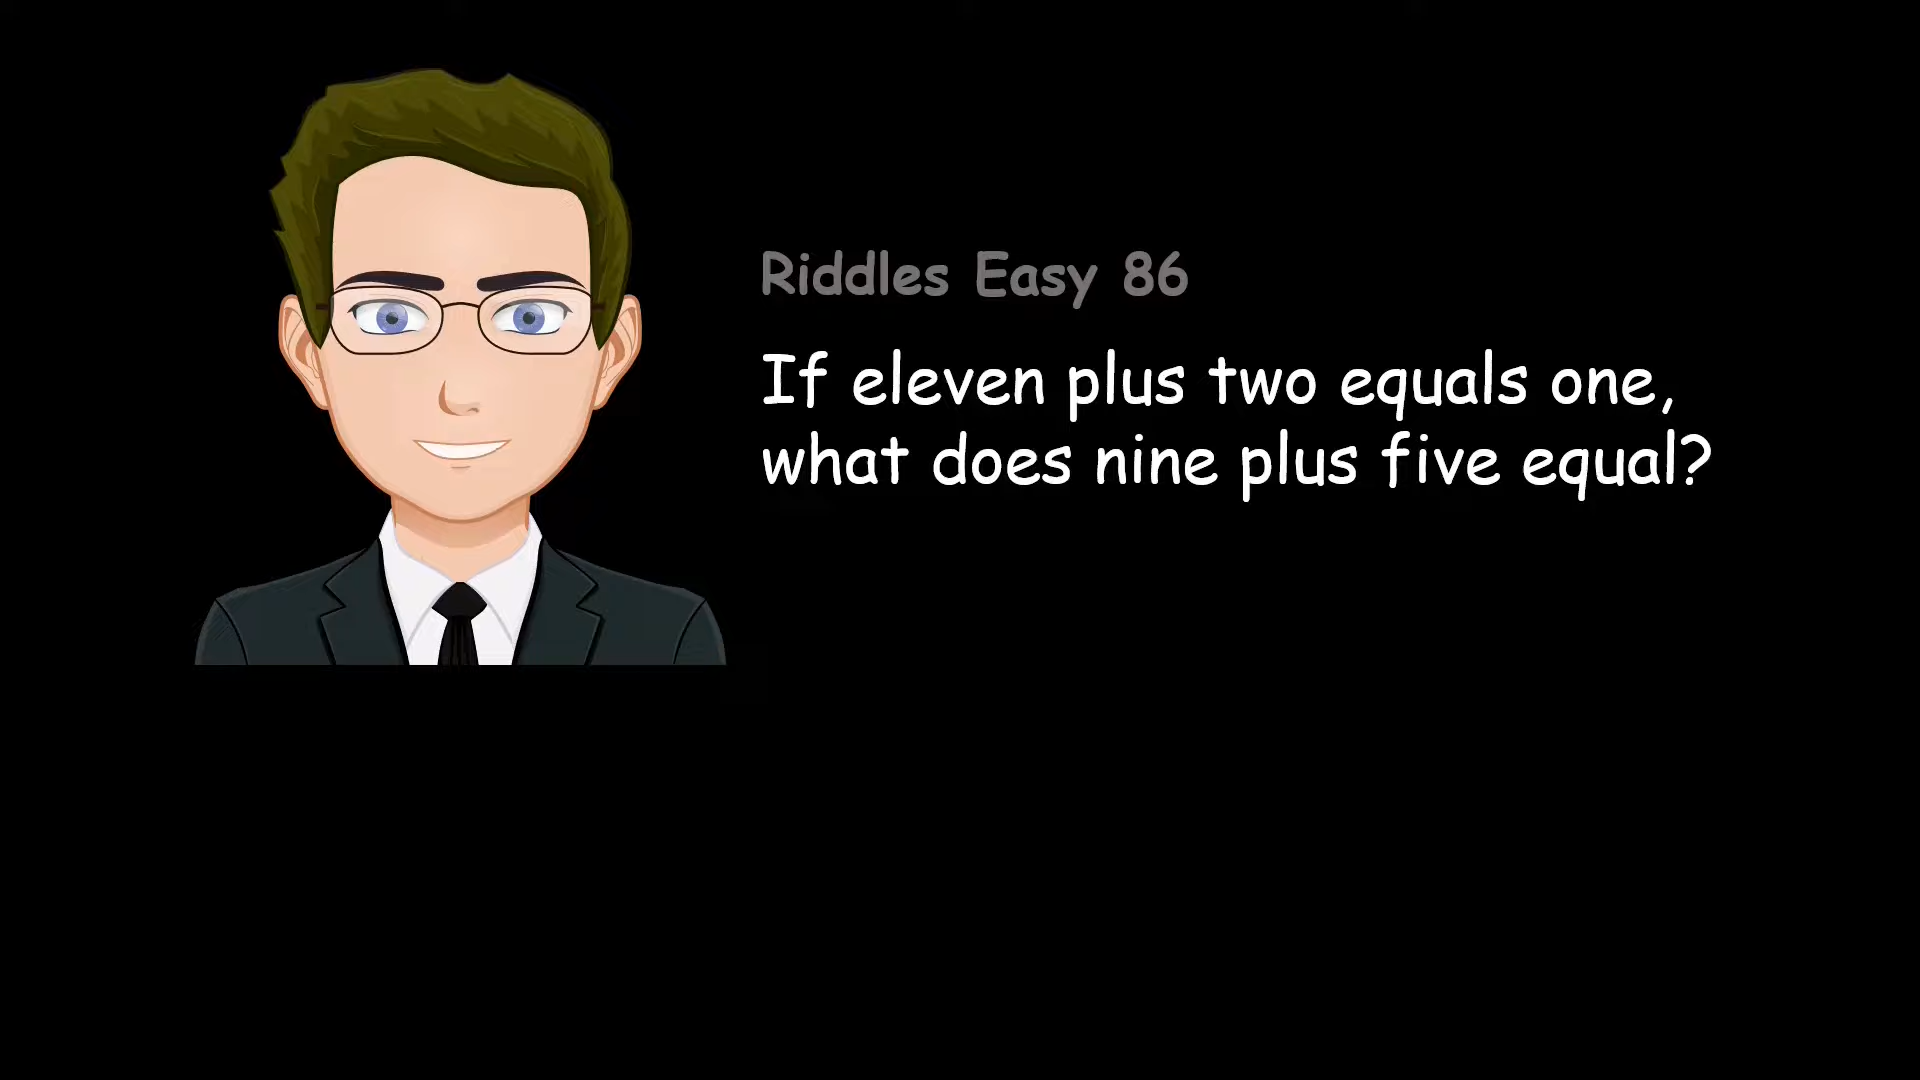 Riddles Easy 86
If eleven plus two equals one,
what does nine plus five equal?